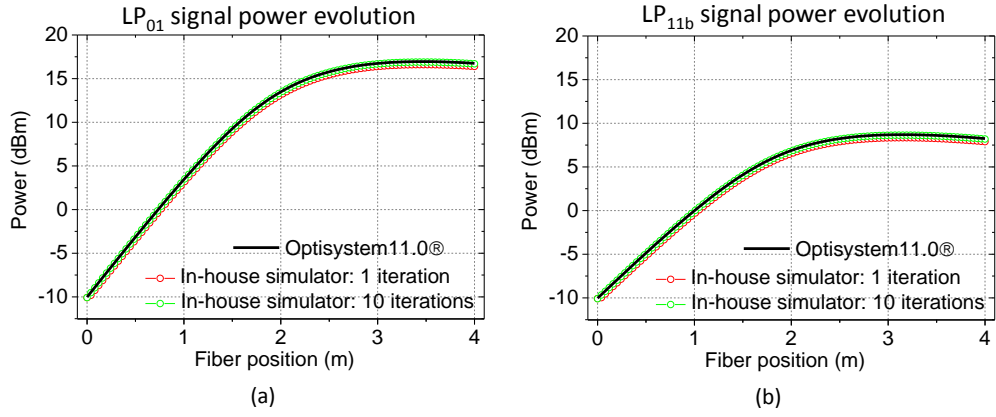 LP01 signal power evolution
20
15
10
5
0
-5
-10
Power (dBm)
Optisystem11.0®
In-house simulator: 1 iteration
In-house simulator: 10 iterations
0 1 2 3 4
Fiber position (m)
(a)
LP11b signal power evolution
20
15
10
5
0
-5
-10
Power (dBm)
Optisystem11.0®
In-house simulator: 1 iteration
In-house simulator: 10 iterations
0 1 2 3 4
Fiber position (m)
(b)